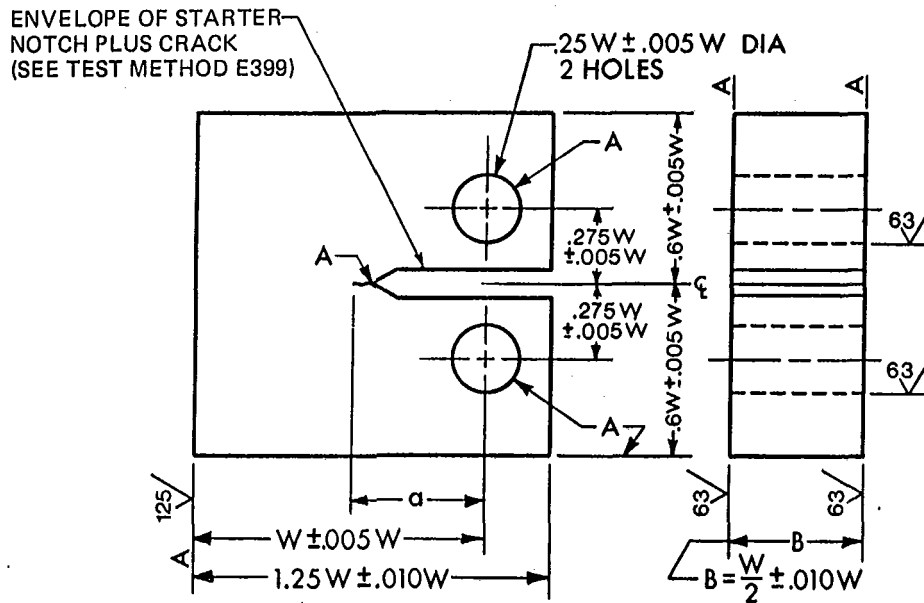 ENVELOPE OF STARTER
NOTCH PLUS CRACK
(SEE TEST METHOD E399)
.25W ± .005W DIA
2 HOLES
A
A
A
.6W±.005W
63
.275W
±.005W
A
℄
.275W
±.005W
.6W±.005W
63
A
A
125
a
63
63
W ±.005W
B
A
1.25W ±.010W
B = W/2 ±.010W